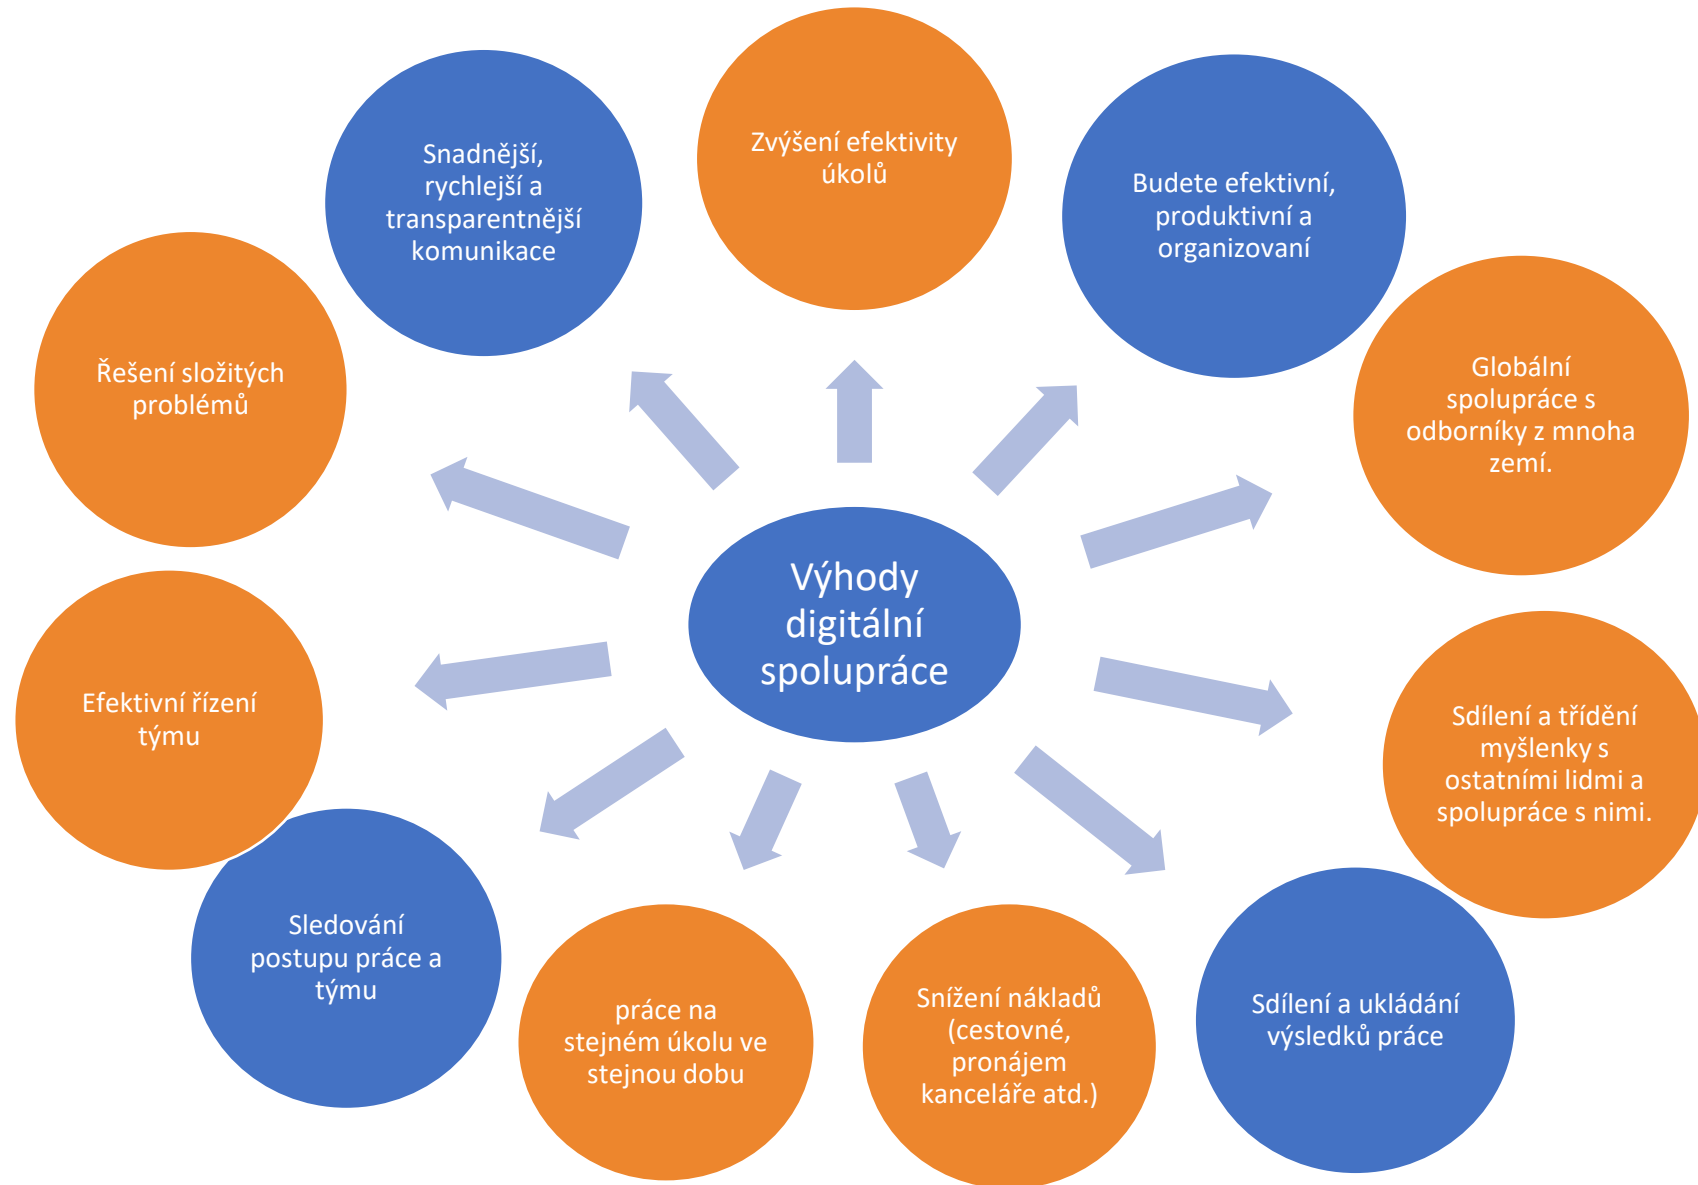 Zvýšení efektivity
úkolů
Snadnější,
rychlejší a
transparentnější
komunikace
Budete efektivní,
produktivní a
organizovaní
Řešení složitých
problémů
Globální
spolupráce s
odborníky z mnoha
zemí.
Výhody
digitální
spolupráce
Efektivní řízení
týmu
Sdílení a třídění
myšlenky s
ostatními lidmi a
spolupráce s nimi.
Sledování
postupu práce a
týmu
práce na
stejném úkolu ve
stejnou dobu
Snížení nákladů
(cestovné,
pronájem
kanceláře atd.)
Sdílení a ukládání
výsledků práce